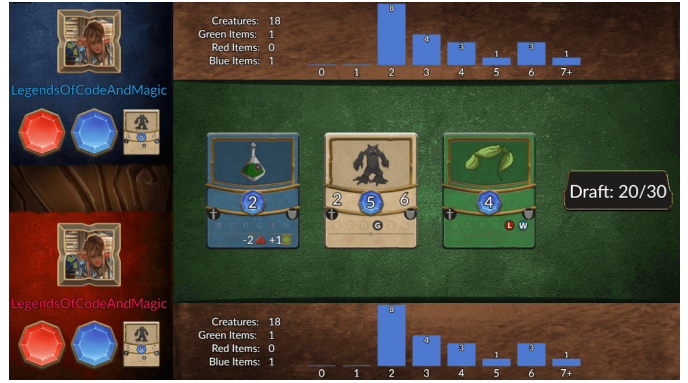 Creatures: 18
Green Items: 1
Red Items: 0
Blue Items: 1
8
4
3
1
3
1
0 1 2 3 4 5 6 7+
LegendsOfCodeAndMagic
2
2 5 6
4
G
L W
-2 +1
Draft: 20/30
LegendsOfCodeAndMagic
Creatures: 18
Green Items: 1
Red Items: 0
Blue Items: 1
8
4
3
1
3
1
0 1 2 3 4 5 6 7+